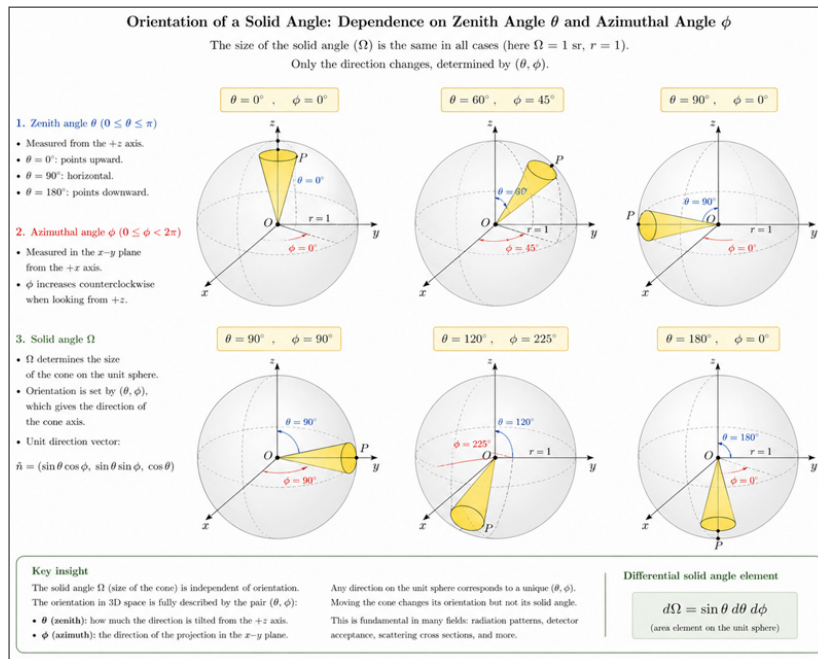 Orientation of a Solid Angle: Dependence on Zenith Angle θ and Azimuthal Angle ϕ
The size of the solid angle (Ω) is the same in all cases (here Ω = 1 sr, r = 1).
Only the direction changes, determined by (θ, ϕ).
1. Zenith angle θ (0 ≤ θ ≤ π)
• Measured from the +z axis.
• θ = 0°: points upward.
• θ = 90°: horizontal.
• θ = 180°: points downward.
2. Azimuthal angle ϕ (0 ≤ ϕ < 2π)
• Measured in the x–y plane
from the +x axis.
• ϕ increases counterclockwise
when looking from +z.
3. Solid angle Ω
• Ω determines the size
of the cone on the unit sphere.
• Orientation is set by (θ, ϕ),
which gives the direction of
the cone axis.
• Unit direction vector:
n̂ = (sin θ cos ϕ, sin θ sin ϕ, cos θ)
θ = 0° , ϕ = 0°
z
P
θ = 0°
r = 1
O
y
ϕ = 0°
x
θ = 60° , ϕ = 45°
z
P
θ = 60°
r = 1
O
y
ϕ = 45°
x
θ = 90° , ϕ = 0°
z
θ = 90°
P
O
r = 1
y
ϕ = 0°
x
θ = 90° , ϕ = 90°
z
θ = 90°
P
O
y
ϕ = 90°
x
θ = 120° , ϕ = 225°
z
θ = 120°
ϕ = 225°
r = 1
O
y
x
P
θ = 180° , ϕ = 0°
z
θ = 180°
r = 1
O
y
ϕ = 0°
x
P
Key insight
The solid angle Ω (size of the cone) is independent of orientation.
The orientation in 3D space is fully described by the pair (θ, ϕ):
• θ (zenith): how much the direction is tilted from the +z axis.
• ϕ (azimuth): the direction of the projection in the x–y plane.
Any direction on the unit sphere corresponds to a unique (θ, ϕ).
Moving the cone changes its orientation but not its solid angle.
This is fundamental in many fields: radiation patterns, detector
acceptance, scattering cross sections, and more.
Differential solid angle element
dΩ = sin θ dθ dϕ
(area element on the unit sphere)